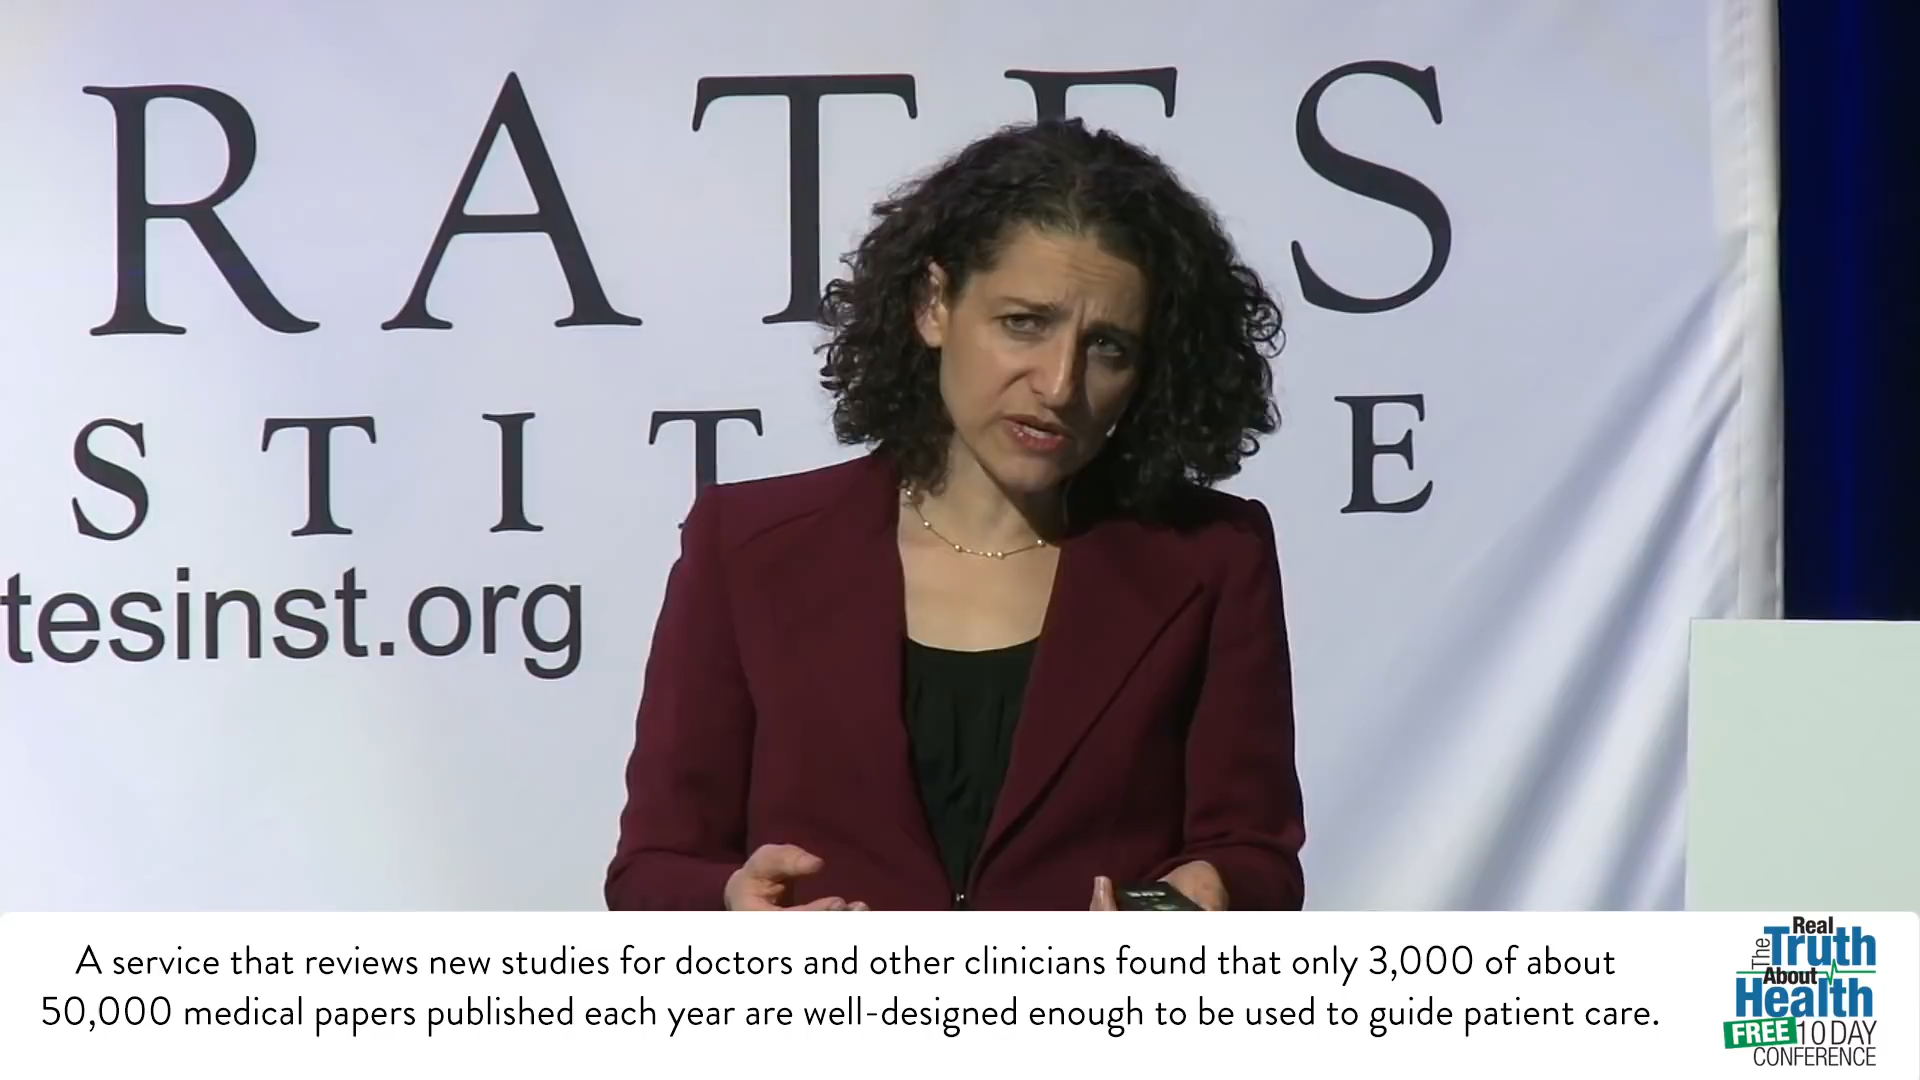 RATES
STIT E
tesinst.org
A service that reviews new studies for doctors and other clinicians found that only 3,000 of about
50,000 medical papers published each year are well-designed enough to be used to guide patient care.
The
Real
Truth
About
Health
FREE 10 DAY
CONFERENCE